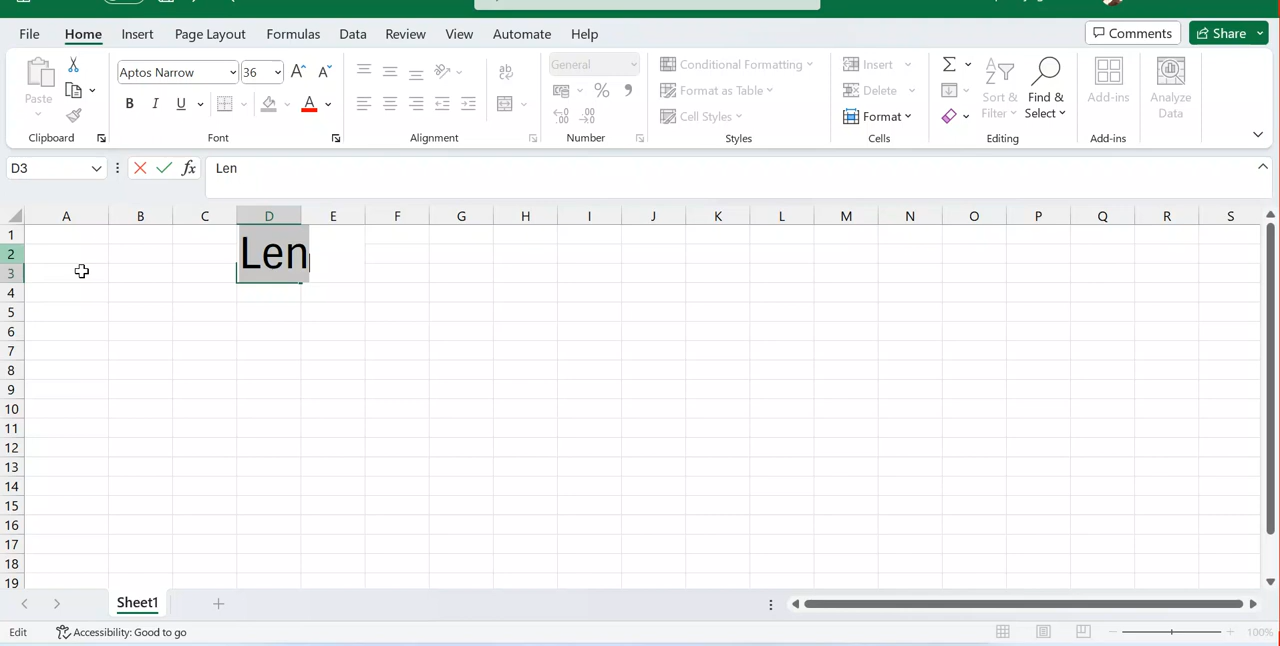 File Home Insert Page Layout Formulas Data Review View Automate Help Comments Share
Paste
Clipboard
Aptos Narrow 36 A A
B I U A
Font
ab
Alignment
General
% 9
Number
Conditional Formatting
Format as Table
Cell Styles
Styles
Insert
Delete
Format
Cells
Σ
Sort &
Filter
Find &
Select
Editing
Add-ins
Add-ins
Analyze
Data
D3 fx Len
A B C D E F G H I J K L M N O P Q R S
1
2
3
Len
4
5
6
7
8
9
10
11
12
13
14
15
16
17
18
19
Sheet1
Edit Accessibility: Good to go 100%